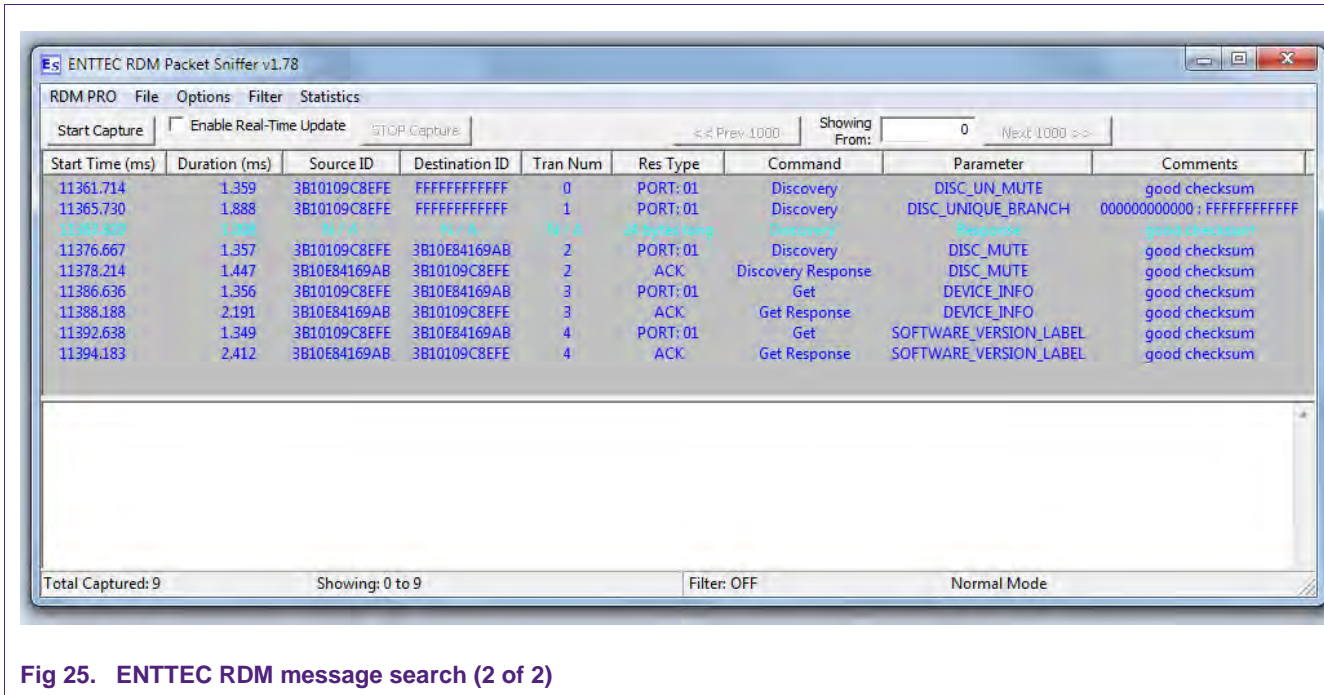 Es ENTTEC RDM Packet Sniffer v1.78
RDM PRO File Options Filter Statistics
Start Capture Enable Real-Time Update STOP Capture << Prev 1000 Showing From: 0 Next 1000 >>
Start Time (ms) Duration (ms) Source ID Destination ID Tran Num Res Type Command Parameter Comments
11361.714 1.359 3B10109C8EFE FFFFFFFFFFFF 0 PORT: 01 Discovery DISC_UN_MUTE good checksum
11365.730 1.888 3B10109C8EFE FFFFFFFFFFFF 1 PORT: 01 Discovery DISC_UNIQUE_BRANCH 000000000000 : FFFFFFFFFFFF
N / A N / A N / A 24 bytes long Discovery Response good checksum
11376.667 1.357 3B10109C8EFE 3B10E84169AB 2 PORT: 01 Discovery DISC_MUTE good checksum
11378.214 1.447 3B10E84169AB 3B10109C8EFE 2 ACK Discovery Response DISC_MUTE good checksum
11386.636 1.356 3B10109C8EFE 3B10E84169AB 3 PORT: 01 Get DEVICE_INFO good checksum
11388.188 2.191 3B10E84169AB 3B10109C8EFE 3 ACK Get Response DEVICE_INFO good checksum
11392.638 1.349 3B10109C8EFE 3B10E84169AB 4 PORT: 01 Get SOFTWARE_VERSION_LABEL good checksum
11394.183 2.412 3B10E84169AB 3B10109C8EFE 4 ACK Get Response SOFTWARE_VERSION_LABEL good checksum
Total Captured: 9 Showing: 0 to 9 Filter: OFF Normal Mode
Fig 25. ENTTEC RDM message search (2 of 2)